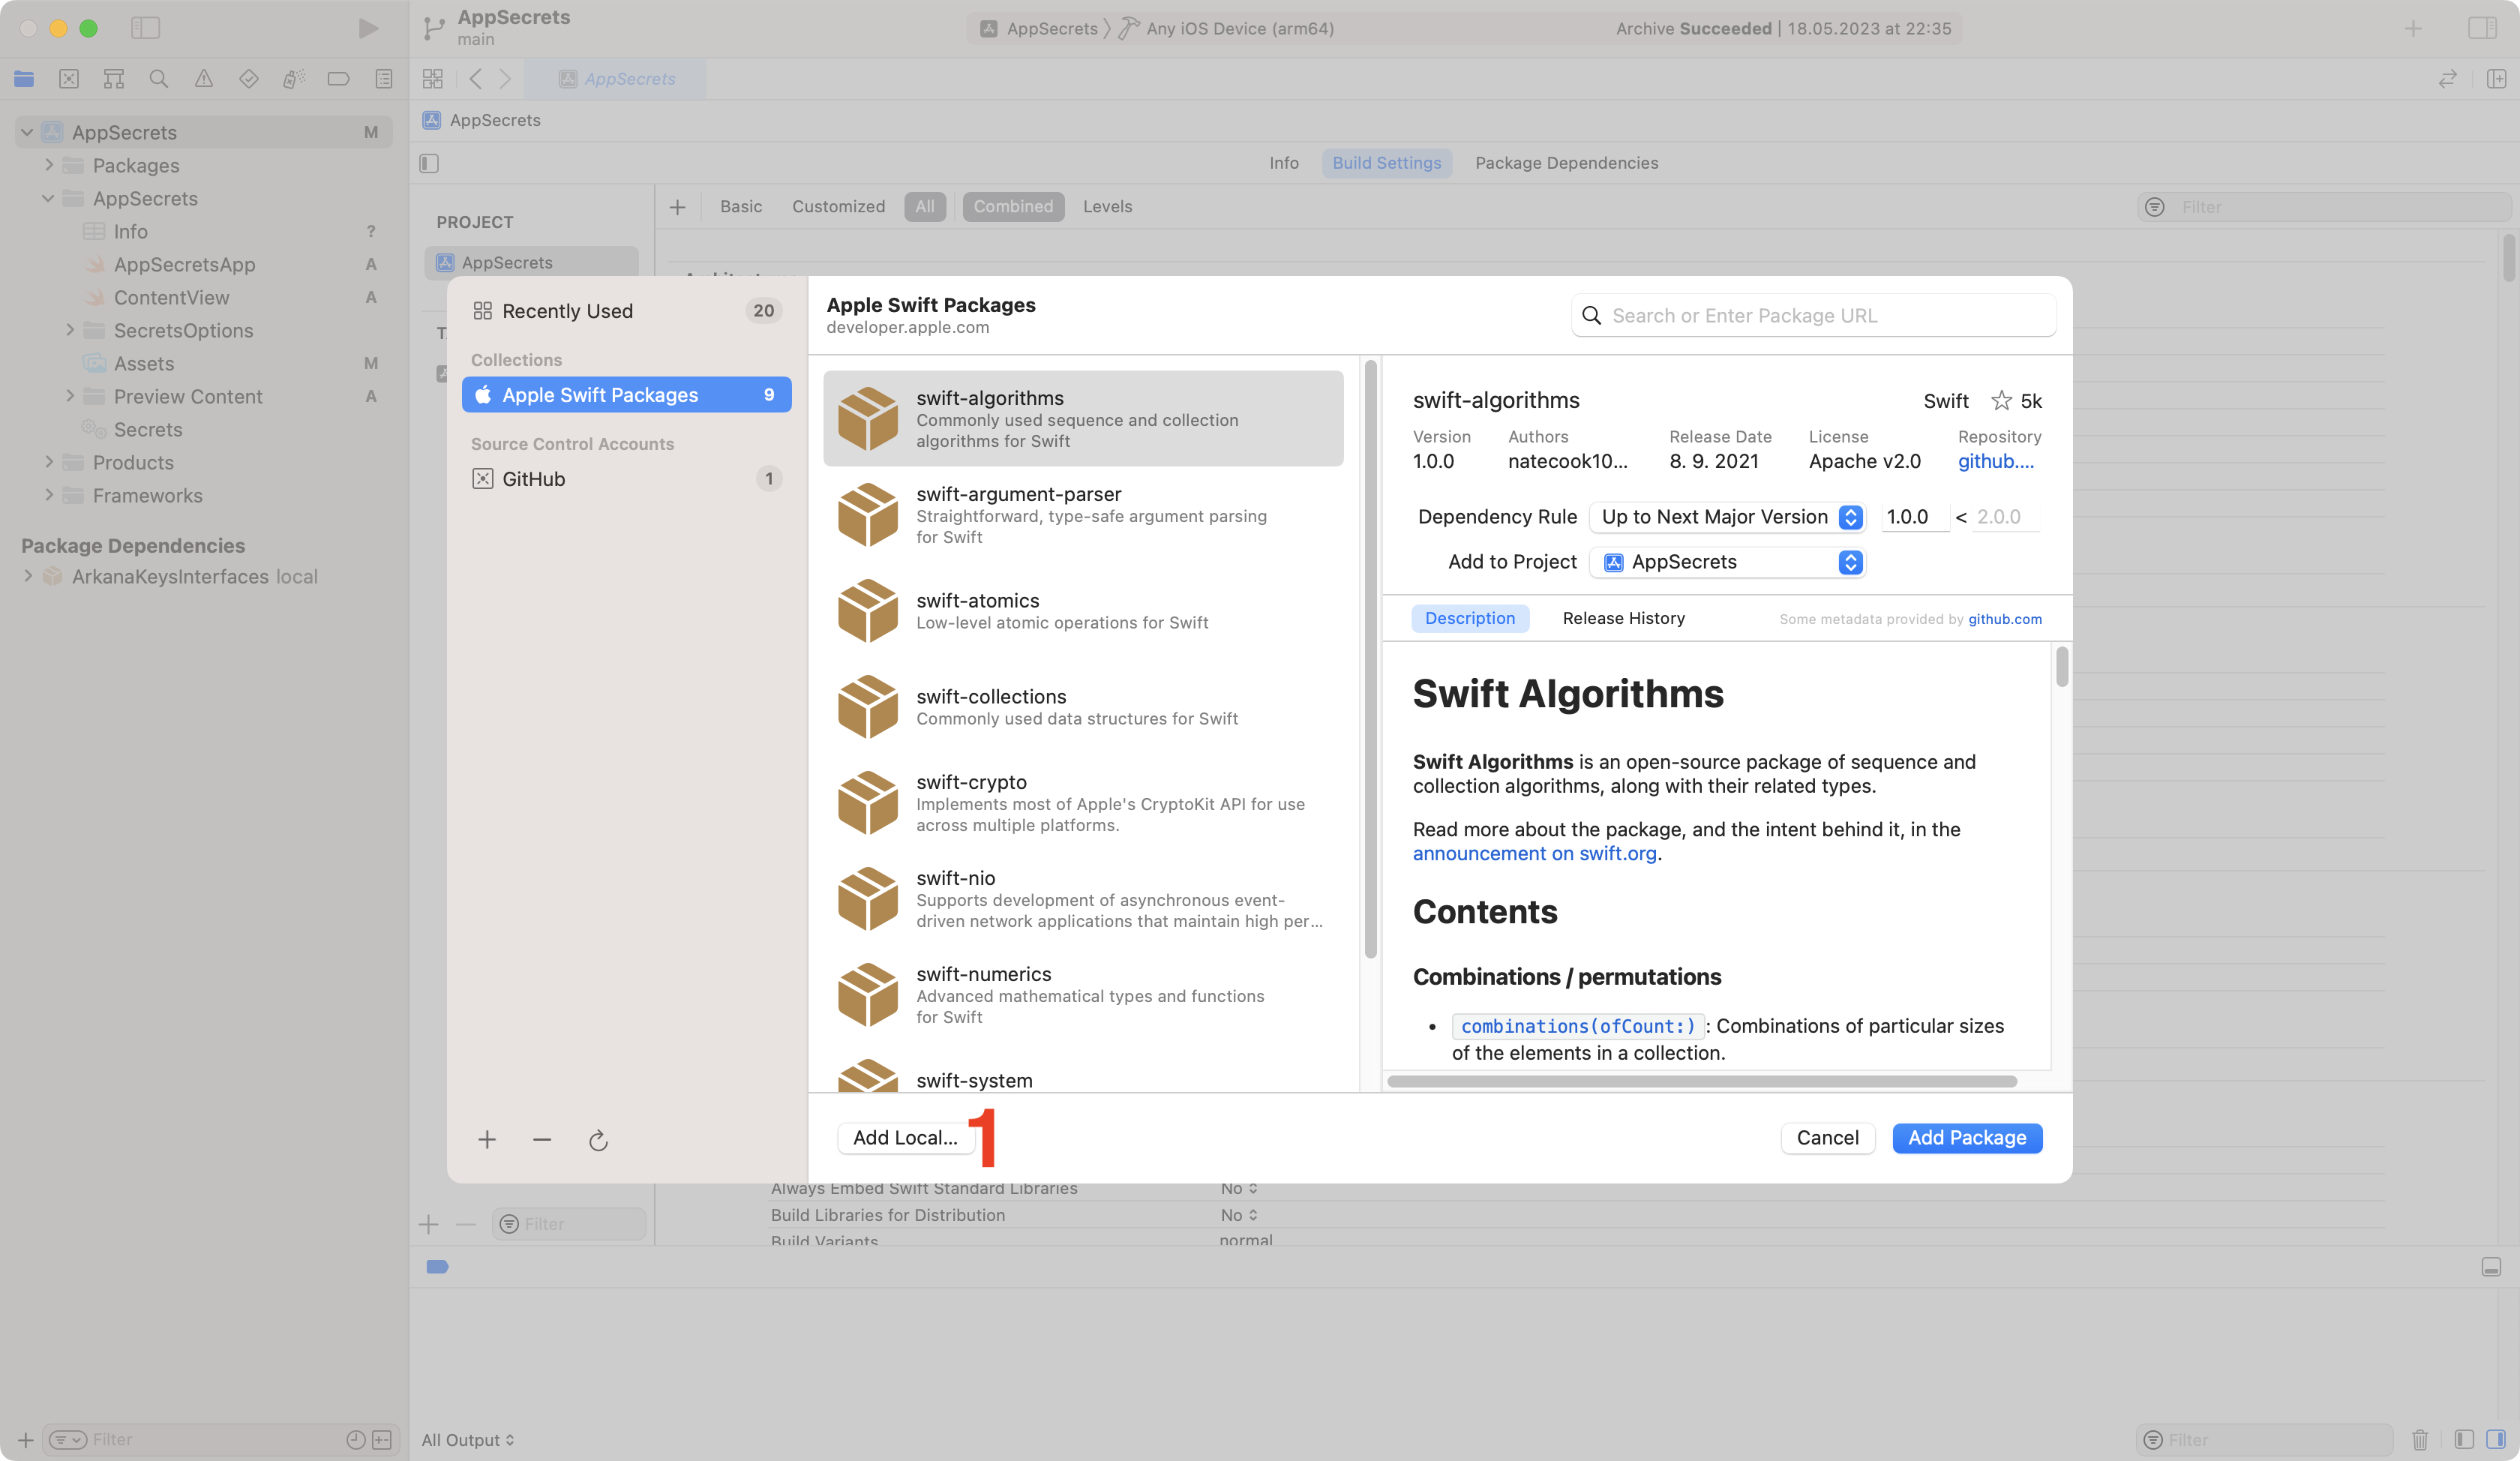 AppSecrets
main
AppSecrets
Any iOS Device (arm64)
Archive Succeeded | 18.05.2023 at 22:35
AppSecrets
AppSecrets M
Packages
AppSecrets
Info ?
AppSecretsApp A
ContentView A
SecretsOptions
Assets M
Preview Content A
Secrets
Products
Frameworks
Package Dependencies
ArkanaKeysInterfaces local
Filter
AppSecrets
Info Build Settings Package Dependencies
PROJECT
AppSecrets
Basic Customized All Combined Levels
Filter
Recently Used 20
Collections
Apple Swift Packages 9
Source Control Accounts
GitHub 1
Apple Swift Packages
developer.apple.com
Search or Enter Package URL
swift-algorithms
Commonly used sequence and collection
algorithms for Swift
swift-argument-parser
Straightforward, type-safe argument parsing
for Swift
swift-atomics
Low-level atomic operations for Swift
swift-collections
Commonly used data structures for Swift
swift-crypto
Implements most of Apple's CryptoKit API for use
across multiple platforms.
swift-nio
Supports development of asynchronous event-
driven network applications that maintain high per...
swift-numerics
Advanced mathematical types and functions
for Swift
swift-system
swift-algorithms Swift 5k
Version Authors Release Date License Repository
1.0.0 natecook10... 8. 9. 2021 Apache v2.0 github....
Dependency Rule Up to Next Major Version 1.0.0 < 2.0.0
Add to Project AppSecrets
Description Release History Some metadata provided by github.com
Swift Algorithms
Swift Algorithms is an open-source package of sequence and
collection algorithms, along with their related types.
Read more about the package, and the intent behind it, in the
announcement on swift.org.
Contents
Combinations / permutations
• combinations(ofCount:) : Combinations of particular sizes
of the elements in a collection.
Add Local... 1
Cancel Add Package
Always Embed Swift Standard Libraries No
Build Libraries for Distribution No
Build Variants normal
Filter
All Output
Filter